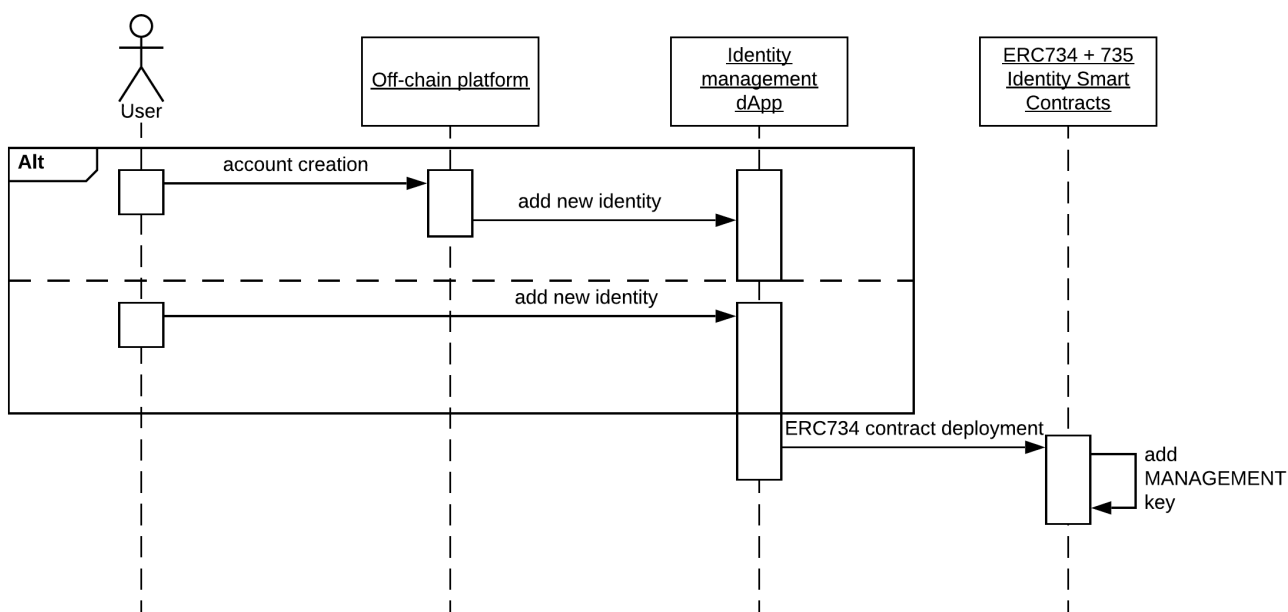 User
Off-chain platform
Identity
management
dApp
ERC734 + 735
Identity Smart
Contracts
Alt
account creation
add new identity
add new identity
ERC734 contract deployment
add
MANAGEMENT
key